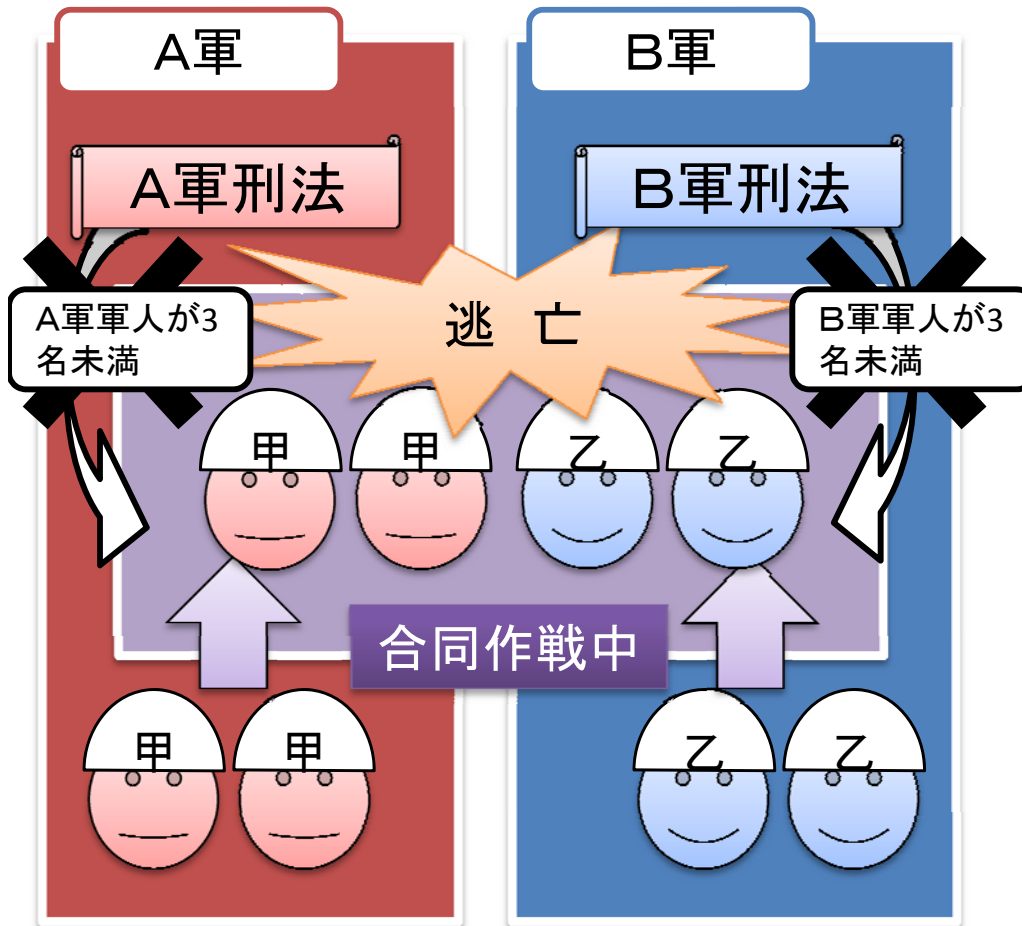 A軍
B軍
A軍刑法
B軍刑法
A軍軍人が3
名未満
逃 亡
B軍軍人が3
名未満
甲 甲 乙 乙
合同作戦中
甲 甲 乙 乙